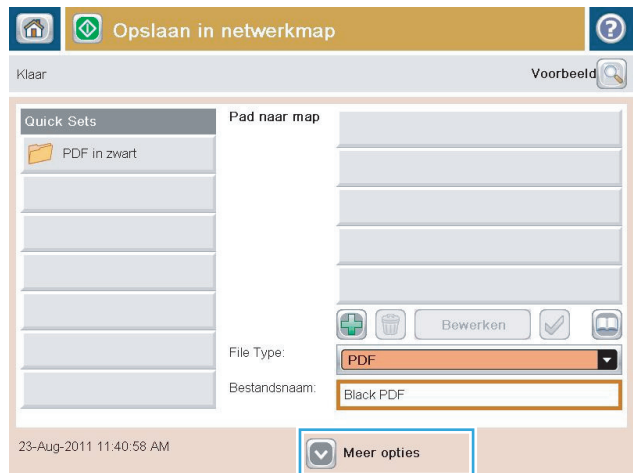 Opslaan in netwerkmap
?
Klaar
Voorbeeld
Quick Sets
Pad naar map
PDF in zwart
Bewerken
File Type:
PDF
Bestandsnaam:
Black PDF
23-Aug-2011 11:40:58 AM
Meer opties